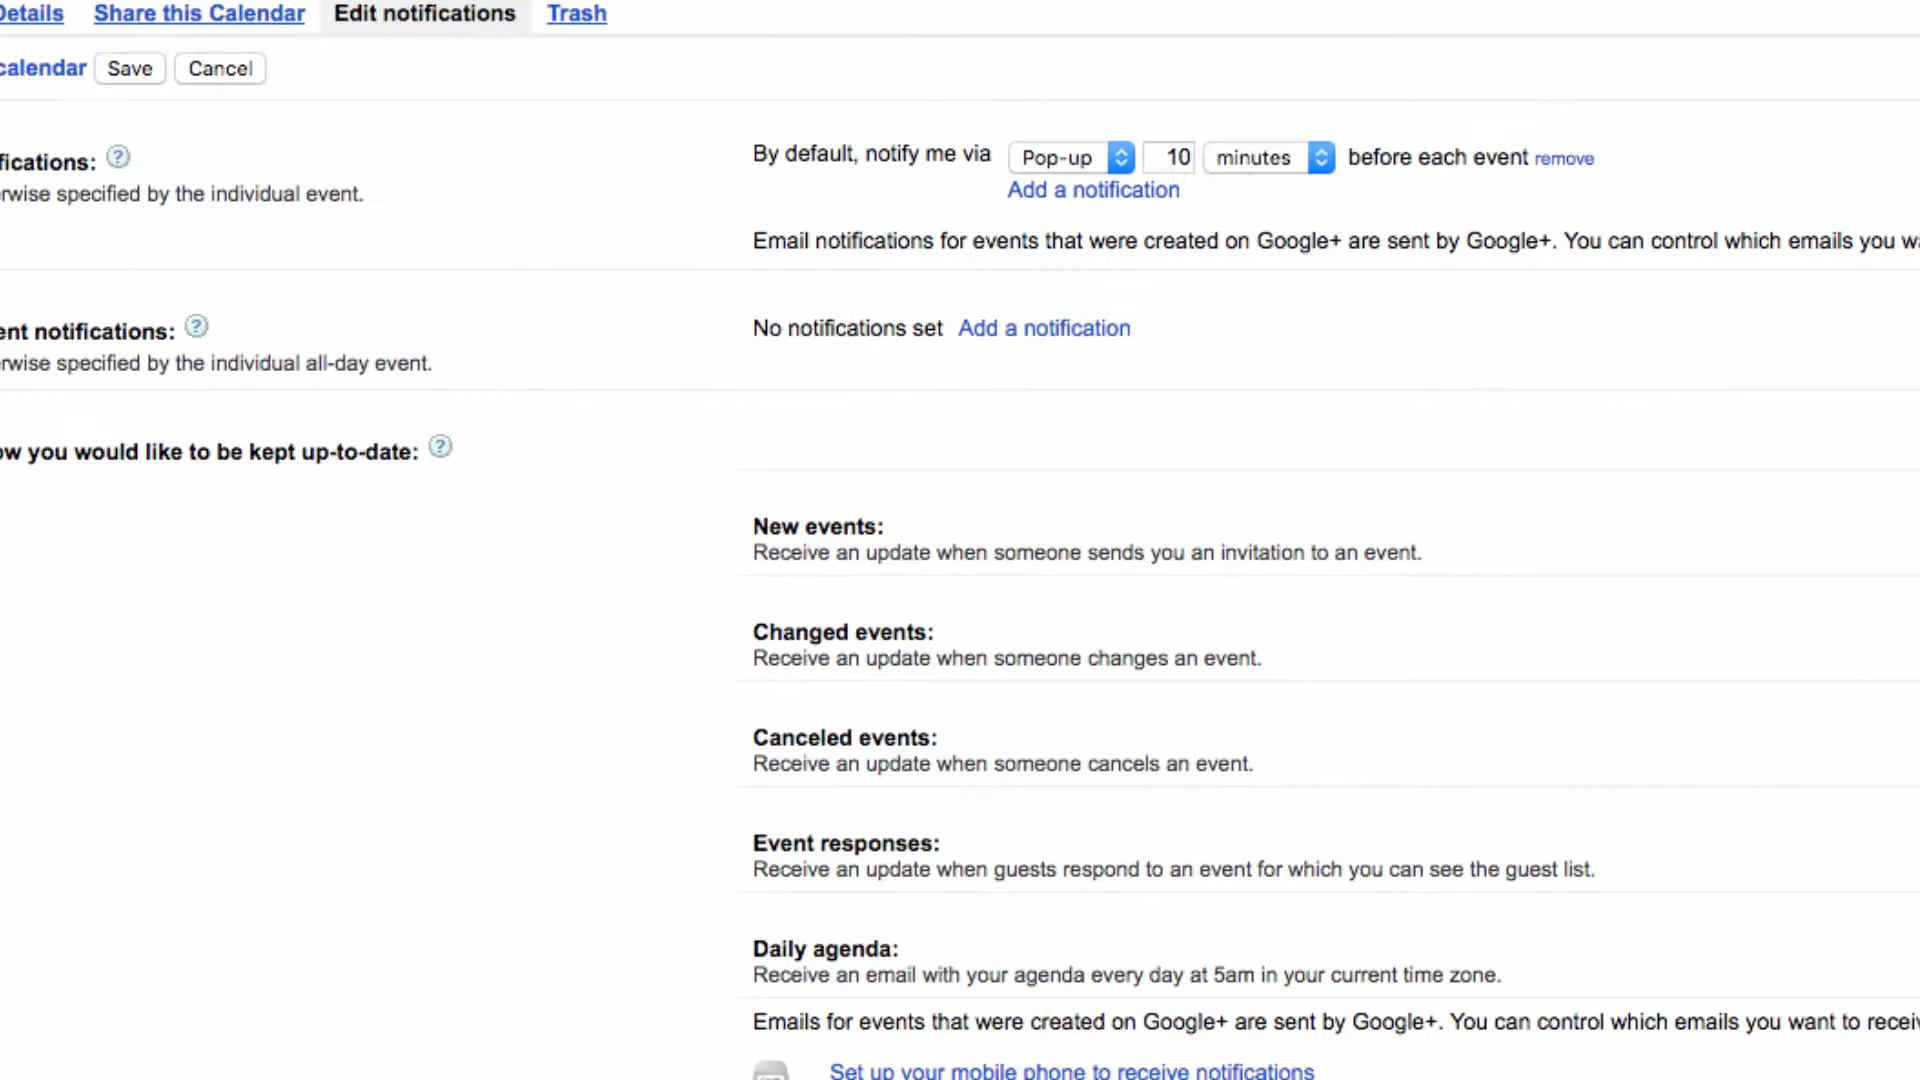 Details Share this Calendar Edit notifications Trash
calendar Save Cancel
fications: ?
By default, notify me via Pop-up 10 minutes before each event remove
rwise specified by the individual event.
Add a notification
Email notifications for events that were created on Google+ are sent by Google+. You can control which emails you wa
ent notifications: ?
No notifications set Add a notification
rwise specified by the individual all-day event.
ow you would like to be kept up-to-date: ?
New events:
Receive an update when someone sends you an invitation to an event.
Changed events:
Receive an update when someone changes an event.
Canceled events:
Receive an update when someone cancels an event.
Event responses:
Receive an update when guests respond to an event for which you can see the guest list.
Daily agenda:
Receive an email with your agenda every day at 5am in your current time zone.
Emails for events that were created on Google+ are sent by Google+. You can control which emails you want to receiv
Set up your mobile phone to receive notifications